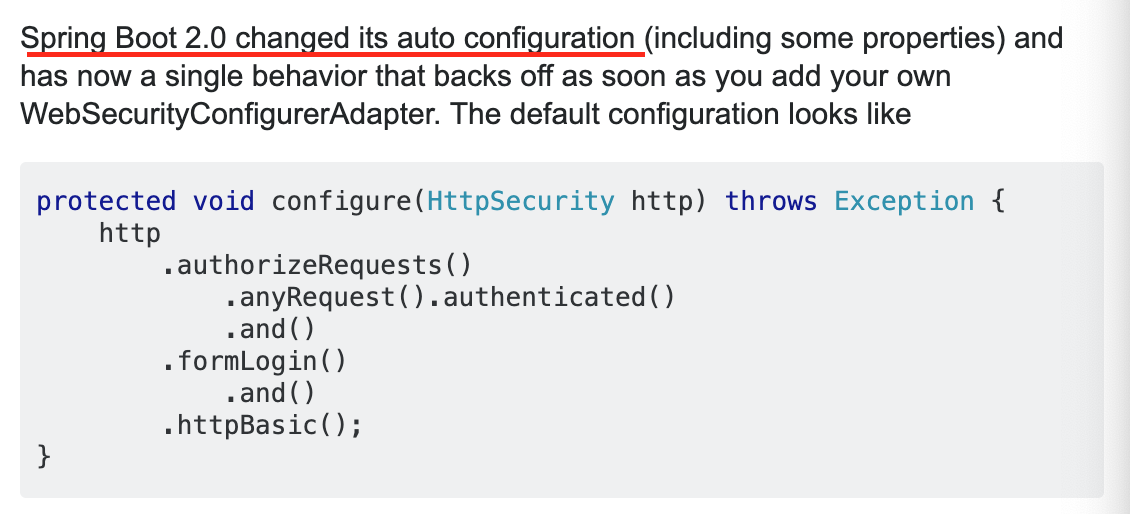 Spring Boot 2.0 changed its auto configuration (including some properties) and
has now a single behavior that backs off as soon as you add your own
WebSecurityConfigurerAdapter. The default configuration looks like
protected void configure(HttpSecurity http) throws Exception {
    http
        .authorizeRequests()
            .anyRequest().authenticated()
            .and()
        .formLogin()
            .and()
        .httpBasic();
}